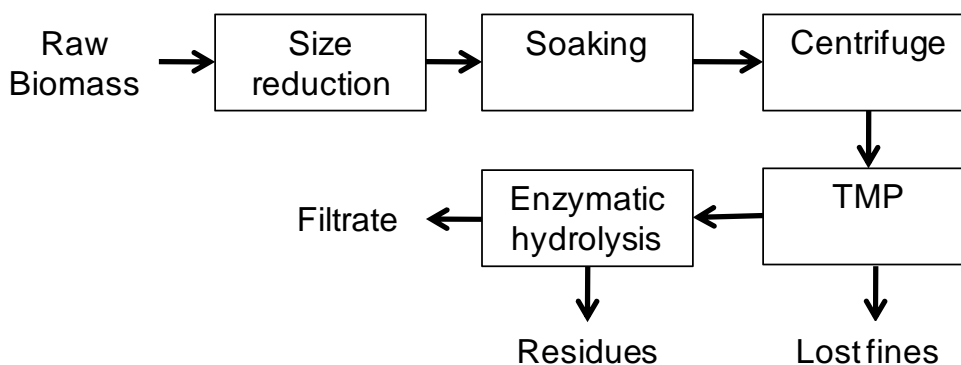 Raw
Biomass
Size
reduction
Soaking
Centrifuge
TMP
Enzymatic
hydrolysis
Filtrate
Residues
Lost fines